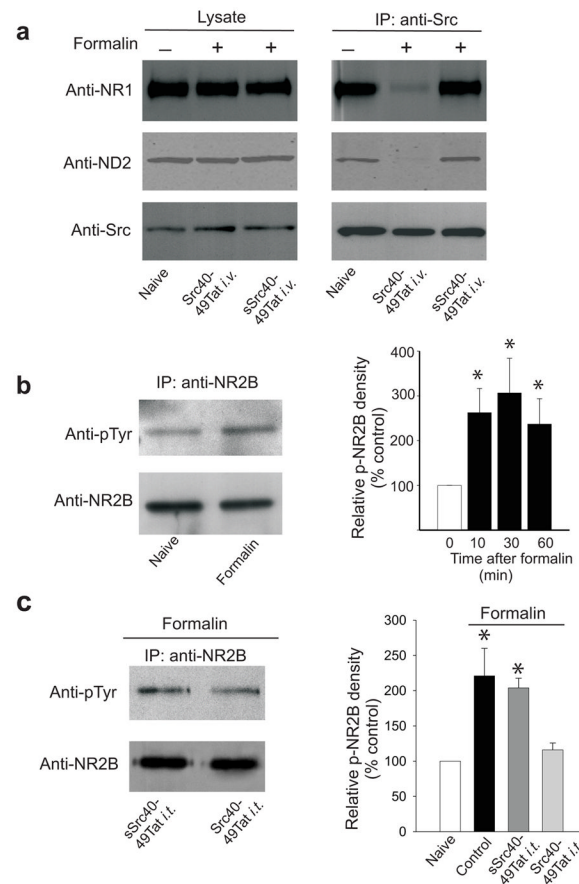 a
Lysate
IP: anti-Src
Formalin
– + +
– + +
Anti-NR1
Anti-ND2
Anti-Src
Naive
Src40-
49Tat i.v.
sSrc40-
49Tat i.v.
Naive
Src40-
49Tat i.v.
sSrc40-
49Tat i.v.
b
IP: anti-NR2B
Anti-pTyr
Anti-NR2B
Naive
Formalin
Relative p-NR2B density
(% control)
400
300
200
100
*
*
*
0 10 30 60
Time after formalin
(min)
c
Formalin
IP: anti-NR2B
Anti-pTyr
Anti-NR2B
sSrc40-
49Tat i.t.
Src40-
49Tat i.t.
Formalin
Relative p-NR2B density
(% control)
300
250
200
150
100
50
0
*
*
Naive
Control
sSrc40-
49Tat i.t.
Src40-
49Tat i.t.